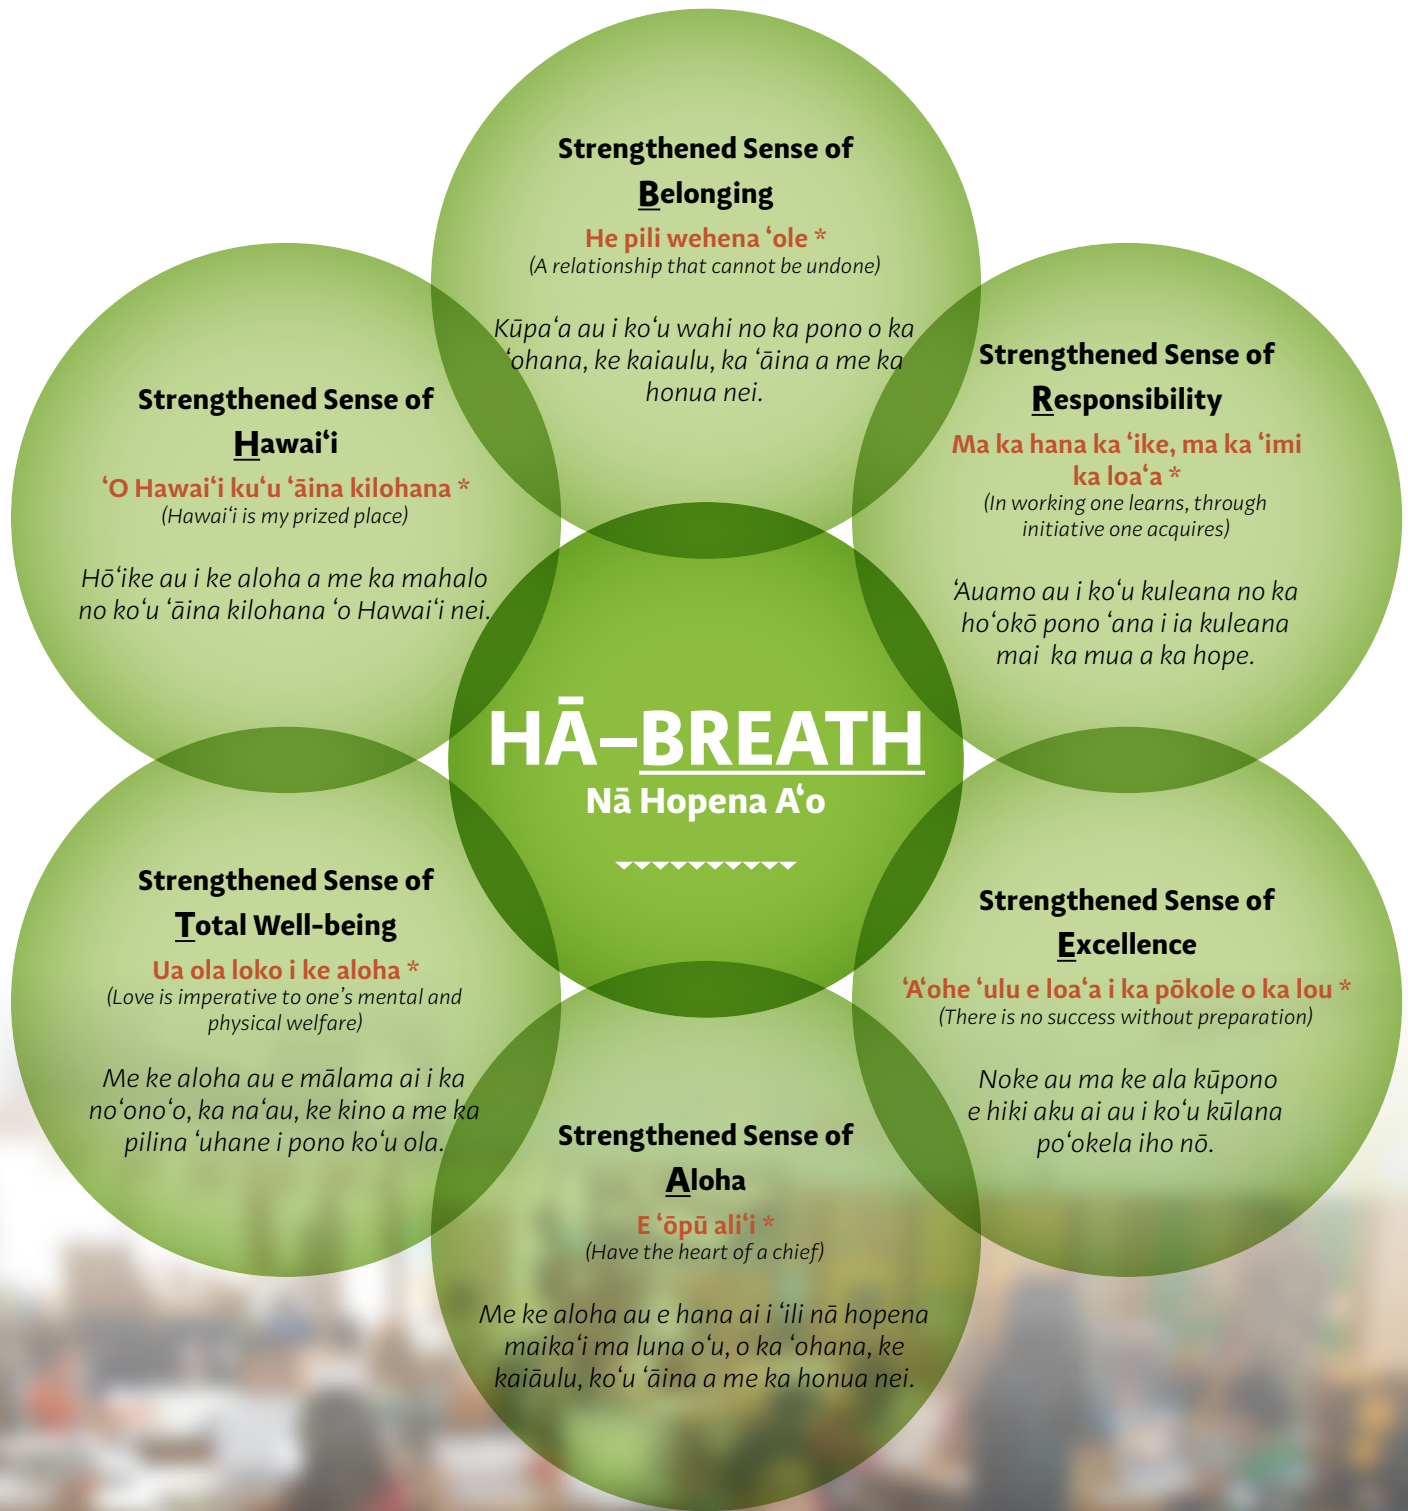 Strengthened Sense of
Belonging
He pili wehena ʻole *
(A relationship that cannot be undone)
Kūpaʻa au i koʻu wahi no ka pono o ka
ʻohana, ke kaiaulu, ka ʻāina a me ka
honua nei.
Strengthened Sense of
Responsibility
Ma ka hana ka ʻike, ma ka ʻimi
ka loaʻa *
(In working one learns, through
initiative one acquires)
ʻAuamo au i koʻu kuleana no ka
hoʻokō pono ʻana i ia kuleana
mai ka mua a ka hope.
Strengthened Sense of
Excellence
ʻAʻohe ʻulu e loaʻa i ka pōkole o ka lou *
(There is no success without preparation)
Noke au ma ke ala kūpono
e hiki aku ai au i koʻu kūlana
poʻokela iho nō.
Strengthened Sense of
Aloha
E ʻōpū aliʻi *
(Have the heart of a chief)
Me ke aloha au e hana ai i ʻili nā hopena
maikaʻi ma luna oʻu, o ka ʻohana, ke
kaiāulu, koʻu ʻāina a me ka honua nei.
Strengthened Sense of
Total Well-being
Ua ola loko i ke aloha *
(Love is imperative to one’s mental and
physical welfare)
Me ke aloha au e mālama ai i ka
noʻonoʻo, ka naʻau, ke kino a me ka
pilina ʻuhane i pono koʻu ola.
Strengthened Sense of
Hawaiʻi
ʻO Hawaiʻi kuʻu ʻāina kilohana *
(Hawaiʻi is my prized place)
Hōʻike au i ke aloha a me ka mahalo
no koʻu ʻāina kilohana ʻo Hawaiʻi nei.
HĀ–BREATH
Nā Hopena Aʻo